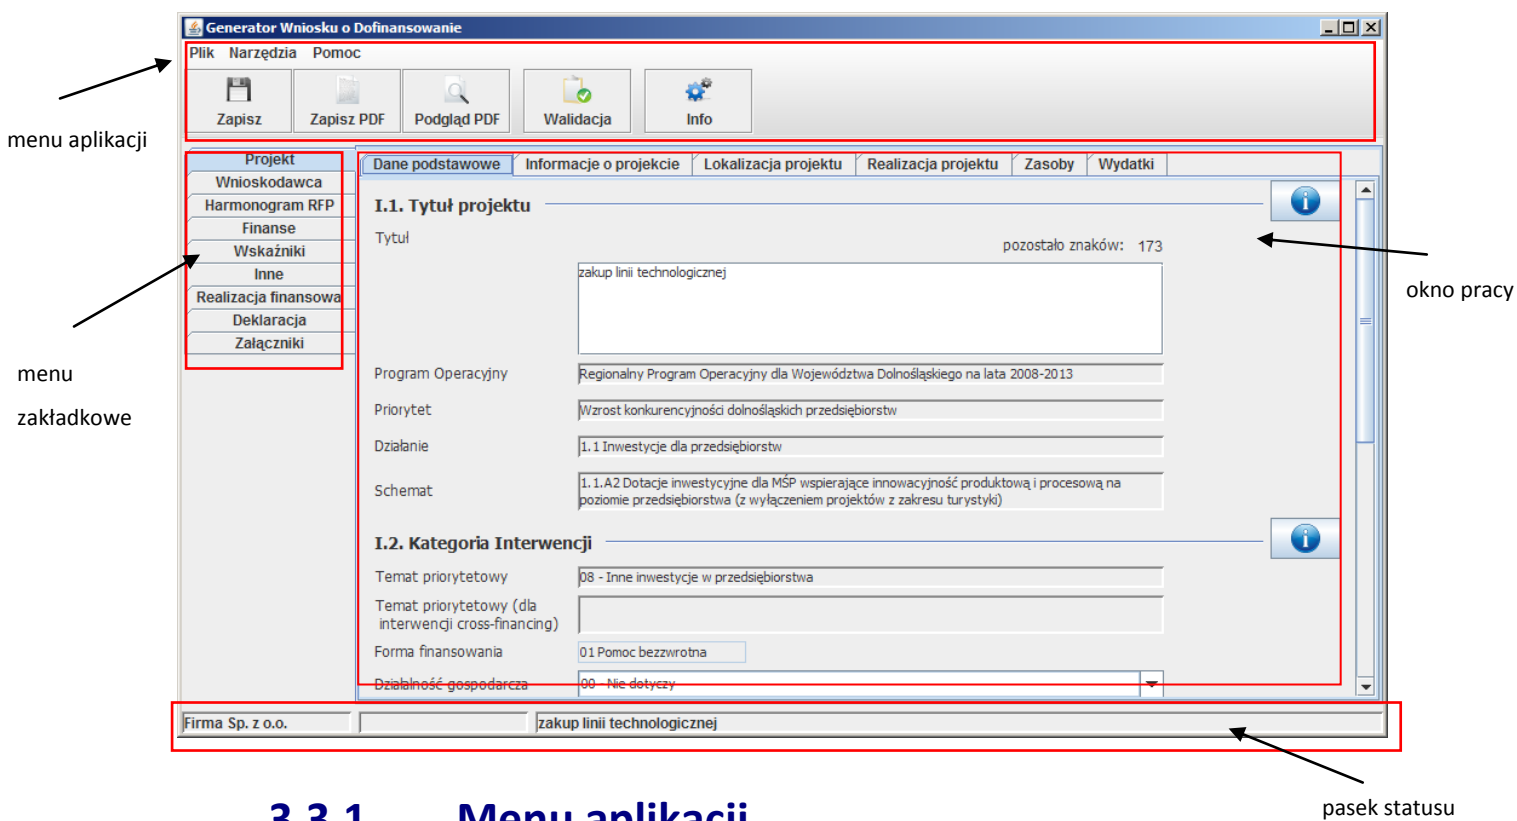 Generator Wniosku o Dofinansowanie
Plik Narzędzia Pomoc
Zapisz Zapisz PDF Podgląd PDF Walidacja Info
menu aplikacji
Projekt
Wnioskodawca
Harmonogram RFP
Finanse
Wskaźniki
Inne
Realizacja finansowa
Deklaracja
Załączniki
menu
zakładkowe
Dane podstawowe Informacje o projekcie Lokalizacja projektu Realizacja projektu Zasoby Wydatki
I.1. Tytuł projektu
Tytuł
pozostało znaków: 173
zakup linii technologicznej
okno pracy
Program Operacyjny Regionalny Program Operacyjny dla Województwa Dolnośląskiego na lata 2008-2013
Priorytet Wzrost konkurencyjności dolnośląskich przedsiębiorstw
Działanie 1.1 Inwestycje dla przedsiębiorstw
Schemat 1.1.A2 Dotacje inwestycyjne dla MŚP wspierające innowacyjność produktową i procesową na
poziomie przedsiębiorstwa (z wyłączeniem projektów z zakresu turystyki)
I.2. Kategoria Interwencji
Temat priorytetowy 08 - Inne inwestycje w przedsiębiorstwa
Temat priorytetowy (dla
interwencji cross-financing)
Forma finansowania 01 Pomoc bezzwrotna
Działalność gospodarcza 00 - Nie dotyczy
Firma Sp. z o.o. zakup linii technologicznej
pasek statusu
3.3.1 Menu aplikacji